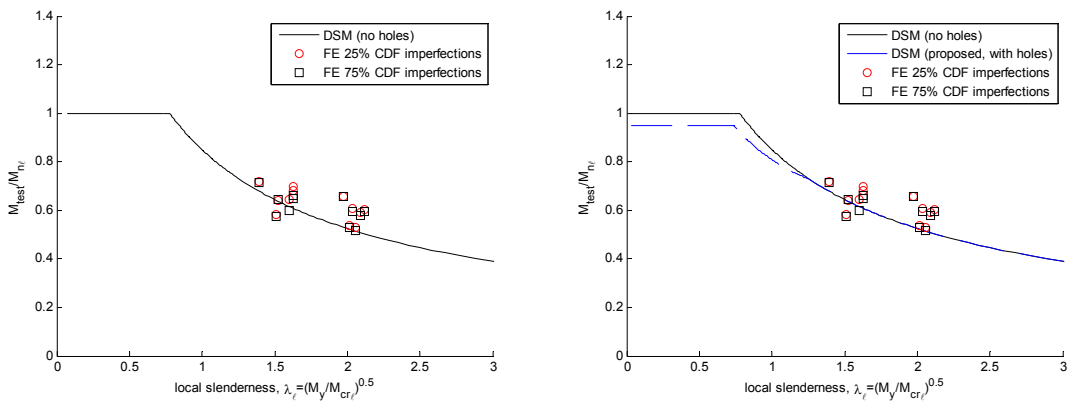 1.4
1.2
1
0.8
0.6
0.4
0.2
0
M_test/M_nℓ
0 0.5 1 1.5 2 2.5 3
local slenderness, λ_ℓ=(M_y/M_crℓ)^0.5
DSM (no holes)
FE 25% CDF imperfections
FE 75% CDF imperfections
1.4
1.2
1
0.8
0.6
0.4
0.2
0
M_test/M_nℓ
0 0.5 1 1.5 2 2.5 3
local slenderness, λ_ℓ=(M_y/M_crℓ)^0.5
DSM (no holes)
DSM (proposed, with holes)
FE 25% CDF imperfections
FE 75% CDF imperfections